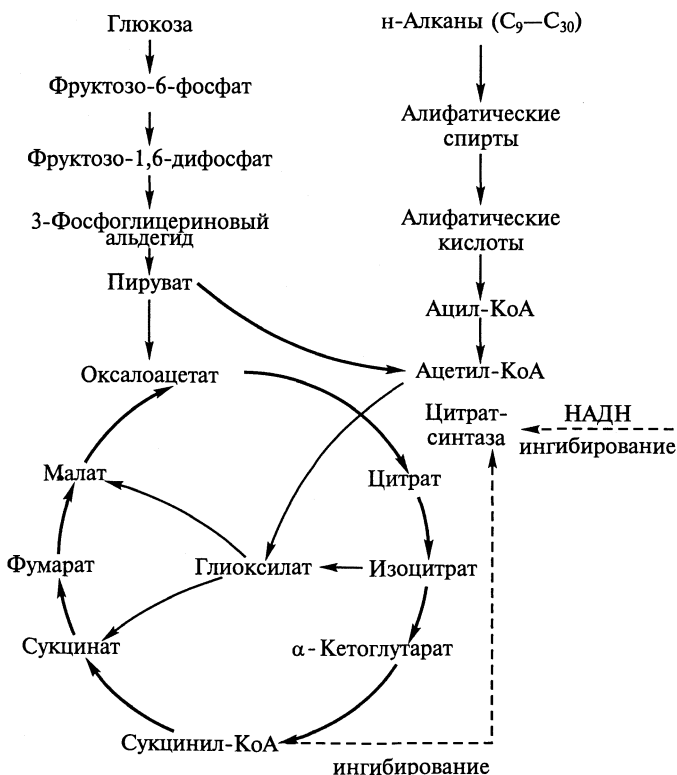 Глюкоза
н-Алканы (C₉—C₃₀)
Фруктозо-6-фосфат
Алифатические
спирты
Фруктозо-1,6-дифосфат
3-Фосфоглицериновый
альдегид
Алифатические
кислоты
Пируват
Ацил-КоА
Оксалоацетат
Ацетил-КоА
Цитрат-
синтаза
НАДН
ингибирование
Малат
Цитрат
Фумарат
Глиоксилат
Изоцитрат
Сукцинат
α-Кетоглутарат
Сукцинил-КоА
ингибирование